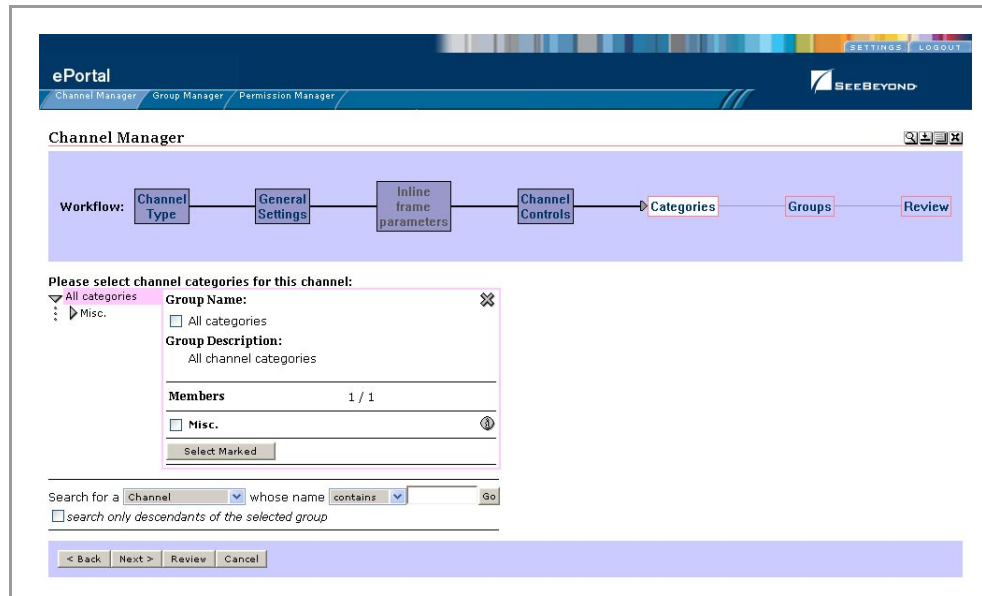 SETTINGS LOGOUT
ePortal
SEEBEYOND
Channel Manager Group Manager Permission Manager
Channel Manager
Workflow: Channel Type General Settings Inline frame parameters Channel Controls Categories Groups Review
Please select channel categories for this channel:
All categories
Misc.
Group Name:
All categories
Group Description:
All channel categories
Members 1 / 1
Misc.
Select Marked
Search for a Channel whose name contains Go
search only descendants of the selected group
< Back Next > Review Cancel